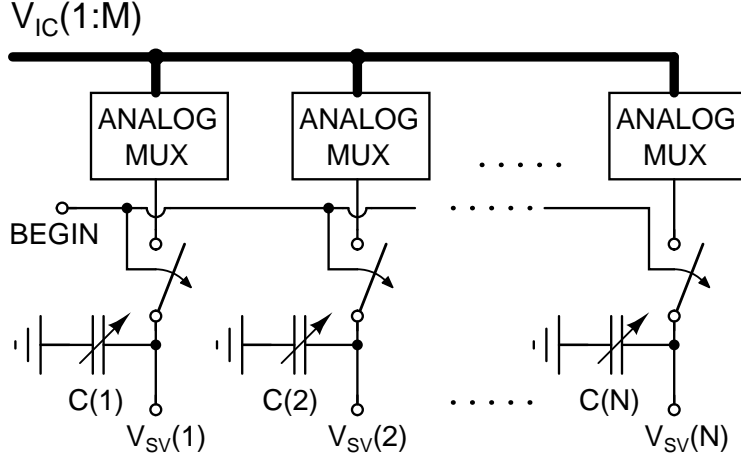 V_IC(1:M)
ANALOG MUX
ANALOG MUX
ANALOG MUX
BEGIN
C(1)
C(2)
C(N)
V_SV(1)
V_SV(2)
V_SV(N)